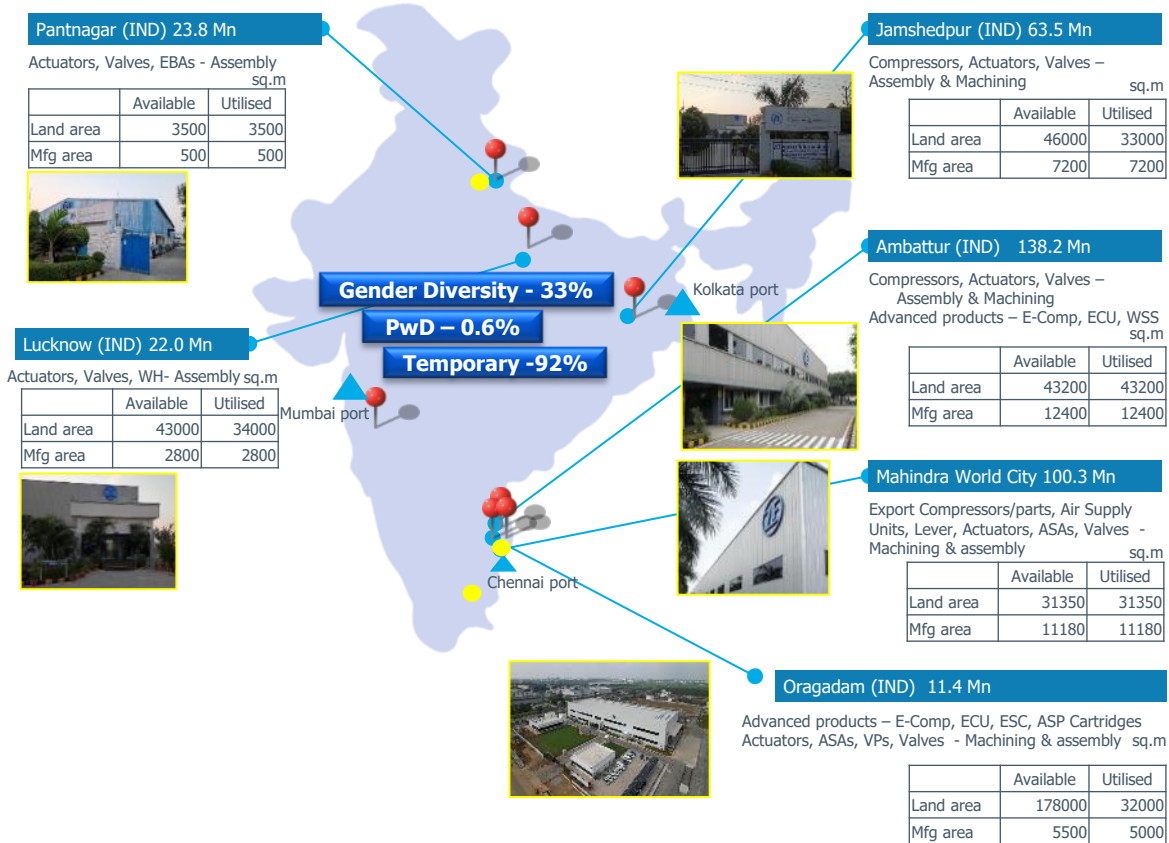 Pantnagar (IND) 23.8 Mn
Actuators, Valves, EBAs - Assembly
sq.m
Available Utilised
Land area 3500 3500
Mfg area 500 500
Jamshedpur (IND) 63.5 Mn
Compressors, Actuators, Valves –
Assembly & Machining
sq.m
Available Utilised
Land area 46000 33000
Mfg area 7200 7200
Gender Diversity - 33%
PwD – 0.6%
Temporary -92%
Kolkata port
Mumbai port
Chennai port
Ambattur (IND) 138.2 Mn
Compressors, Actuators, Valves –
Assembly & Machining
Advanced products – E-Comp, ECU, WSS
sq.m
Available Utilised
Land area 43200 43200
Mfg area 12400 12400
Lucknow (IND) 22.0 Mn
Actuators, Valves, WH- Assembly sq.m
Available Utilised
Land area 43000 34000
Mfg area 2800 2800
Mahindra World City 100.3 Mn
Export Compressors/parts, Air Supply
Units, Lever, Actuators, ASAs, Valves -
Machining & assembly
sq.m
Available Utilised
Land area 31350 31350
Mfg area 11180 11180
ZF
Oragadam (IND) 11.4 Mn
Advanced products – E-Comp, ECU, ESC, ASP Cartridges
Actuators, ASAs, VPs, Valves - Machining & assembly sq.m
Available Utilised
Land area 178000 32000
Mfg area 5500 5000